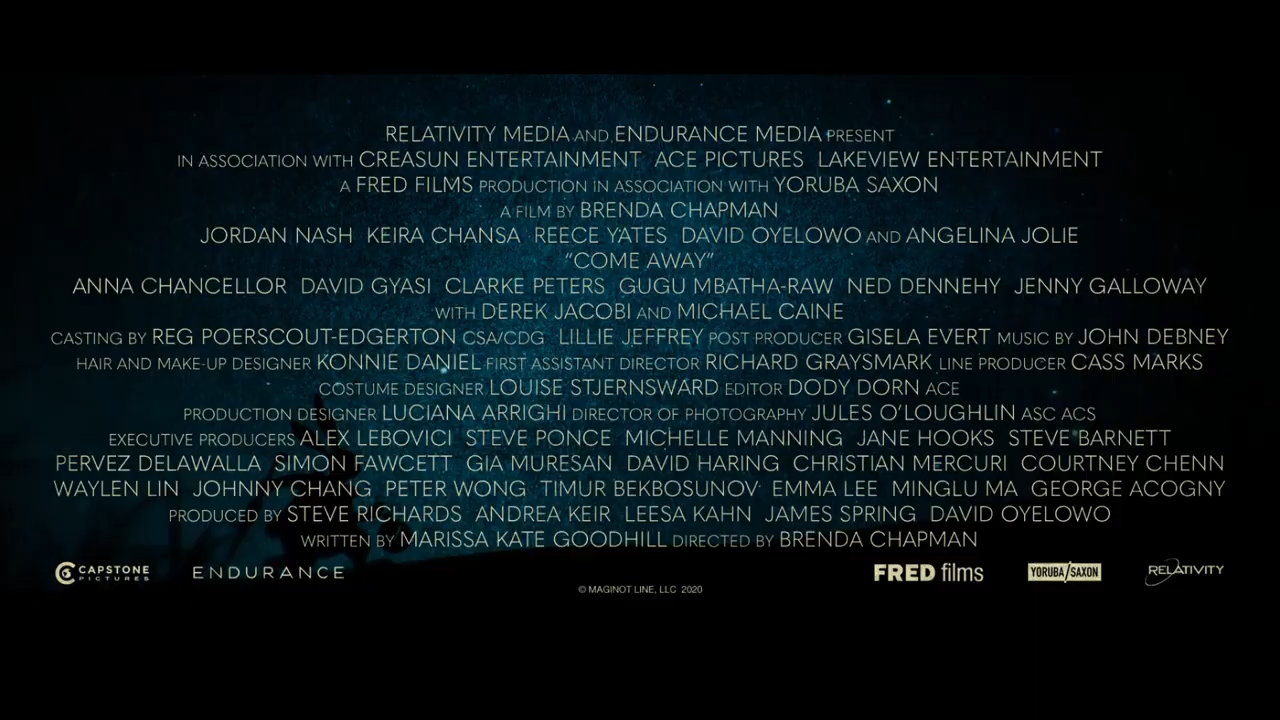 RELATIVITY MEDIA AND ENDURANCE MEDIA PRESENT
IN ASSOCIATION WITH CREASUN ENTERTAINMENT ACE PICTURES LAKEVIEW ENTERTAINMENT
A FRED FILMS PRODUCTION IN ASSOCIATION WITH YORUBA SAXON
A FILM BY BRENDA CHAPMAN
JORDAN NASH KEIRA CHANSA REECE YATES DAVID OYELOWO AND ANGELINA JOLIE
"COME AWAY"
ANNA CHANCELLOR DAVID GYASI CLARKE PETERS GUGU MBATHA-RAW NED DENNEHY JENNY GALLOWAY
WITH DEREK JACOBI AND MICHAEL CAINE
CASTING BY REG POERSCOUT-EDGERTON CSA/CDG LILLIE JEFFREY POST PRODUCER GISELA EVERT MUSIC BY JOHN DEBNEY
HAIR AND MAKE-UP DESIGNER KONNIE DANIEL FIRST ASSISTANT DIRECTOR RICHARD GRAYSMARK LINE PRODUCER CASS MARKS
COSTUME DESIGNER LOUISE STJERNSWARD EDITOR DODY DORN ACE
PRODUCTION DESIGNER LUCIANA ARRIGHI DIRECTOR OF PHOTOGRAPHY JULES O'LOUGHLIN ASC ACS
EXECUTIVE PRODUCERS ALEX LEBOVICI STEVE PONCE MICHELLE MANNING JANE HOOKS STEVE BARNETT
PERVEZ DELAWALLA SIMON FAWCETT GIA MURESAN DAVID HARING CHRISTIAN MERCURI COURTNEY CHENN
WAYLEN LIN JOHNNY CHANG PETER WONG TIMUR BEKBOSUNOV EMMA LEE MINGLU MA GEORGE ACOGNY
PRODUCED BY STEVE RICHARDS ANDREA KEIR LEESA KAHN JAMES SPRING DAVID OYELOWO
WRITTEN BY MARISSA KATE GOODHILL DIRECTED BY BRENDA CHAPMAN
CAPSTONE PICTURES ENDURANCE FRED films YORUBA/SAXON RELATIVITY
© MAGINOT LINE, LLC 2020